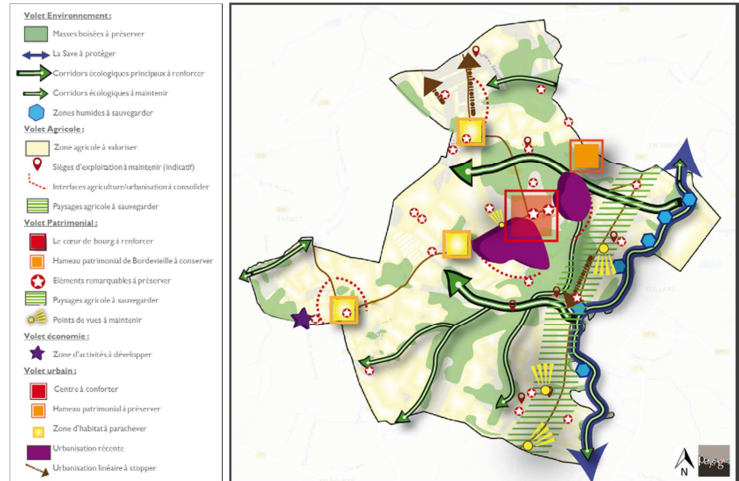 Volet Environnement :
Masses boisées à préserver
La Save à protéger
Corridors écologiques principaux à renforcer
Corridors écologiques à maintenir
Zones humides à sauvegarder
Volet Agricole :
Zone agricole à valoriser
Sièges d'exploitation à maintenir (indicatif)
Interfaces agriculture/urbanisation à consolider
Paysages agricole à sauvegarder
Volet Patrimonial :
Le cœur de bourg à renforcer
Hameau patrimonial de Bordevieille à conserver
Eléments remarquables à préserver
Paysages agricole à sauvegarder
Points de vues à maintenir
Volet économie :
Zone d'activités à développer
Volet urbain :
Centre à conforter
Hameau patrimonial à préserver
Zone d'habitat à parachever
Urbanisation récente
Urbanisation linéaire à stopper
N